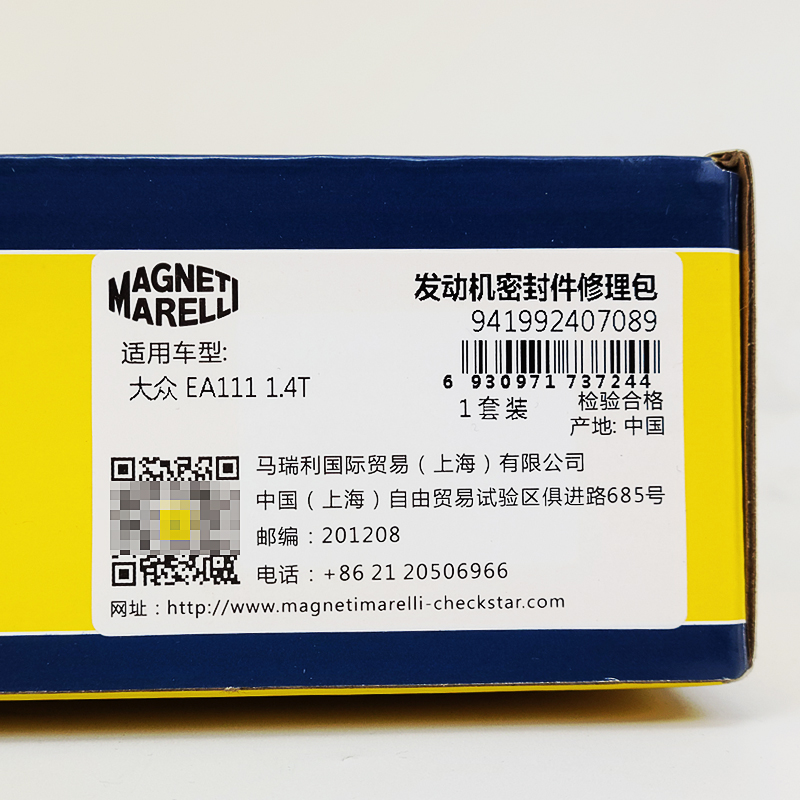 MAGNETI
MARELLI
发动机密封件修理包
941992407089
适用车型:
大众 EA111 1.4T
6 930971 737244
1套装
检验合格
产地: 中国
马瑞利国际贸易（上海）有限公司
中国（上海）自由贸易试验区俱进路685号
邮编：201208
电话：+86 21 20506966
网址：http://www.magnetimarelli-checkstar.com